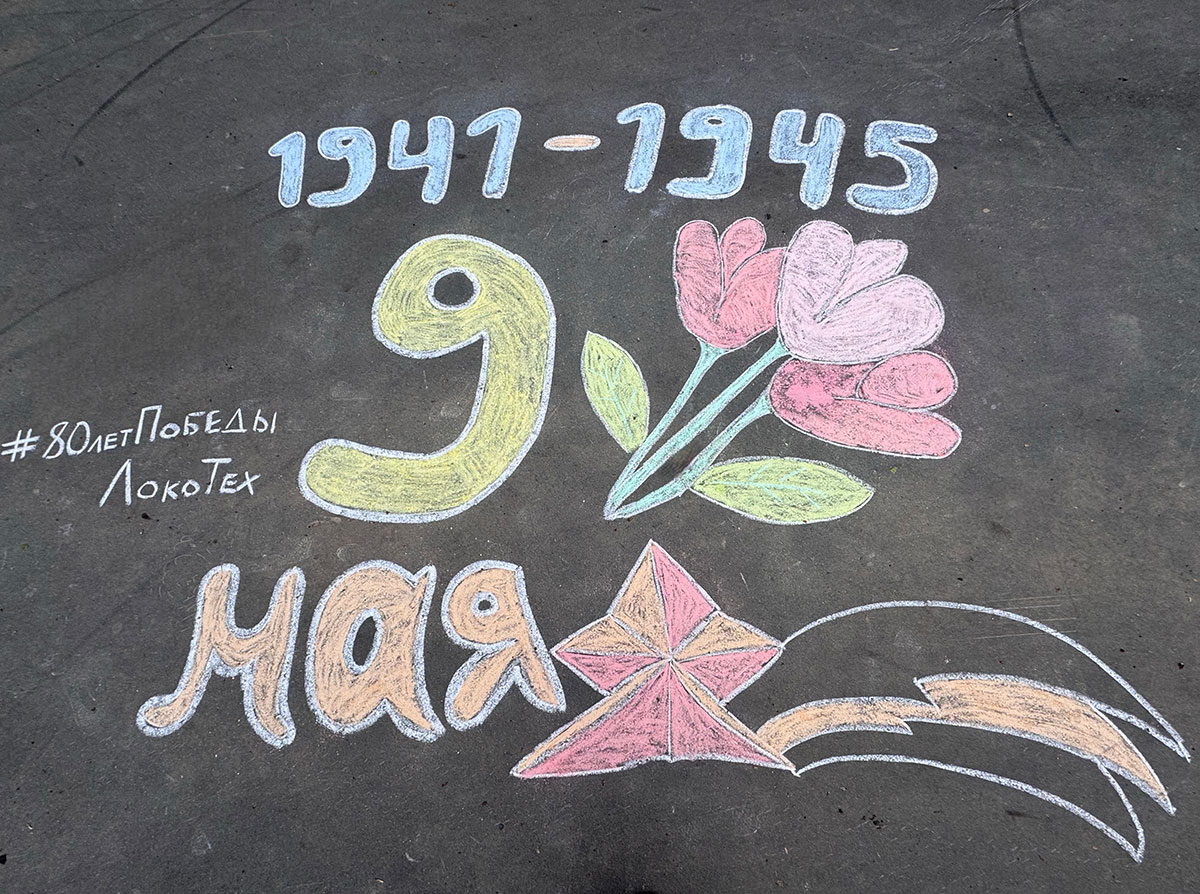 1941-1945
9
#80летПобеды
ЛокоТех
мая